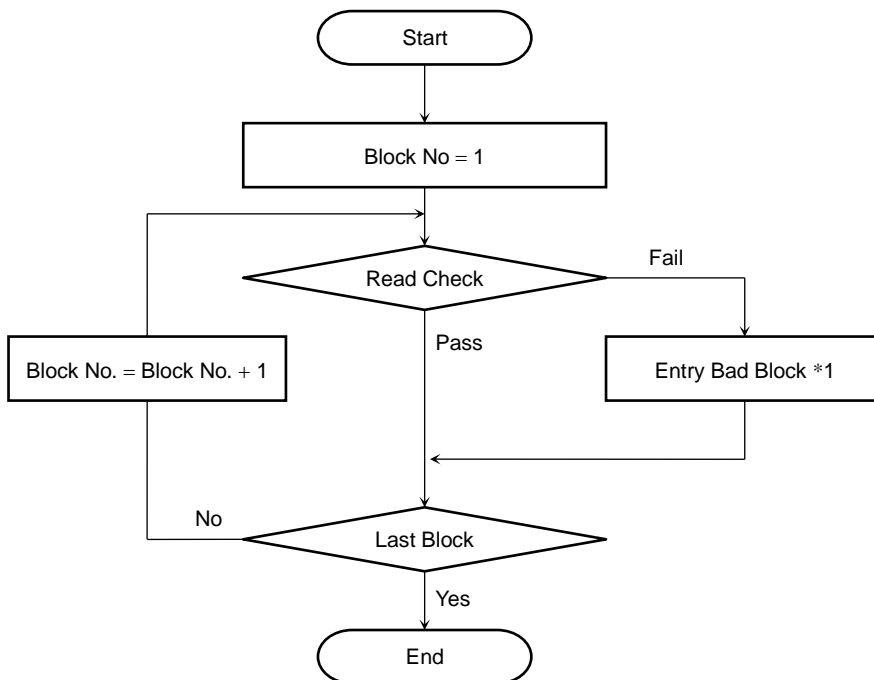 Start
Block No = 1
Read Check
Fail
Pass
Block No. = Block No. + 1
Entry Bad Block *1
No
Last Block
Yes
End